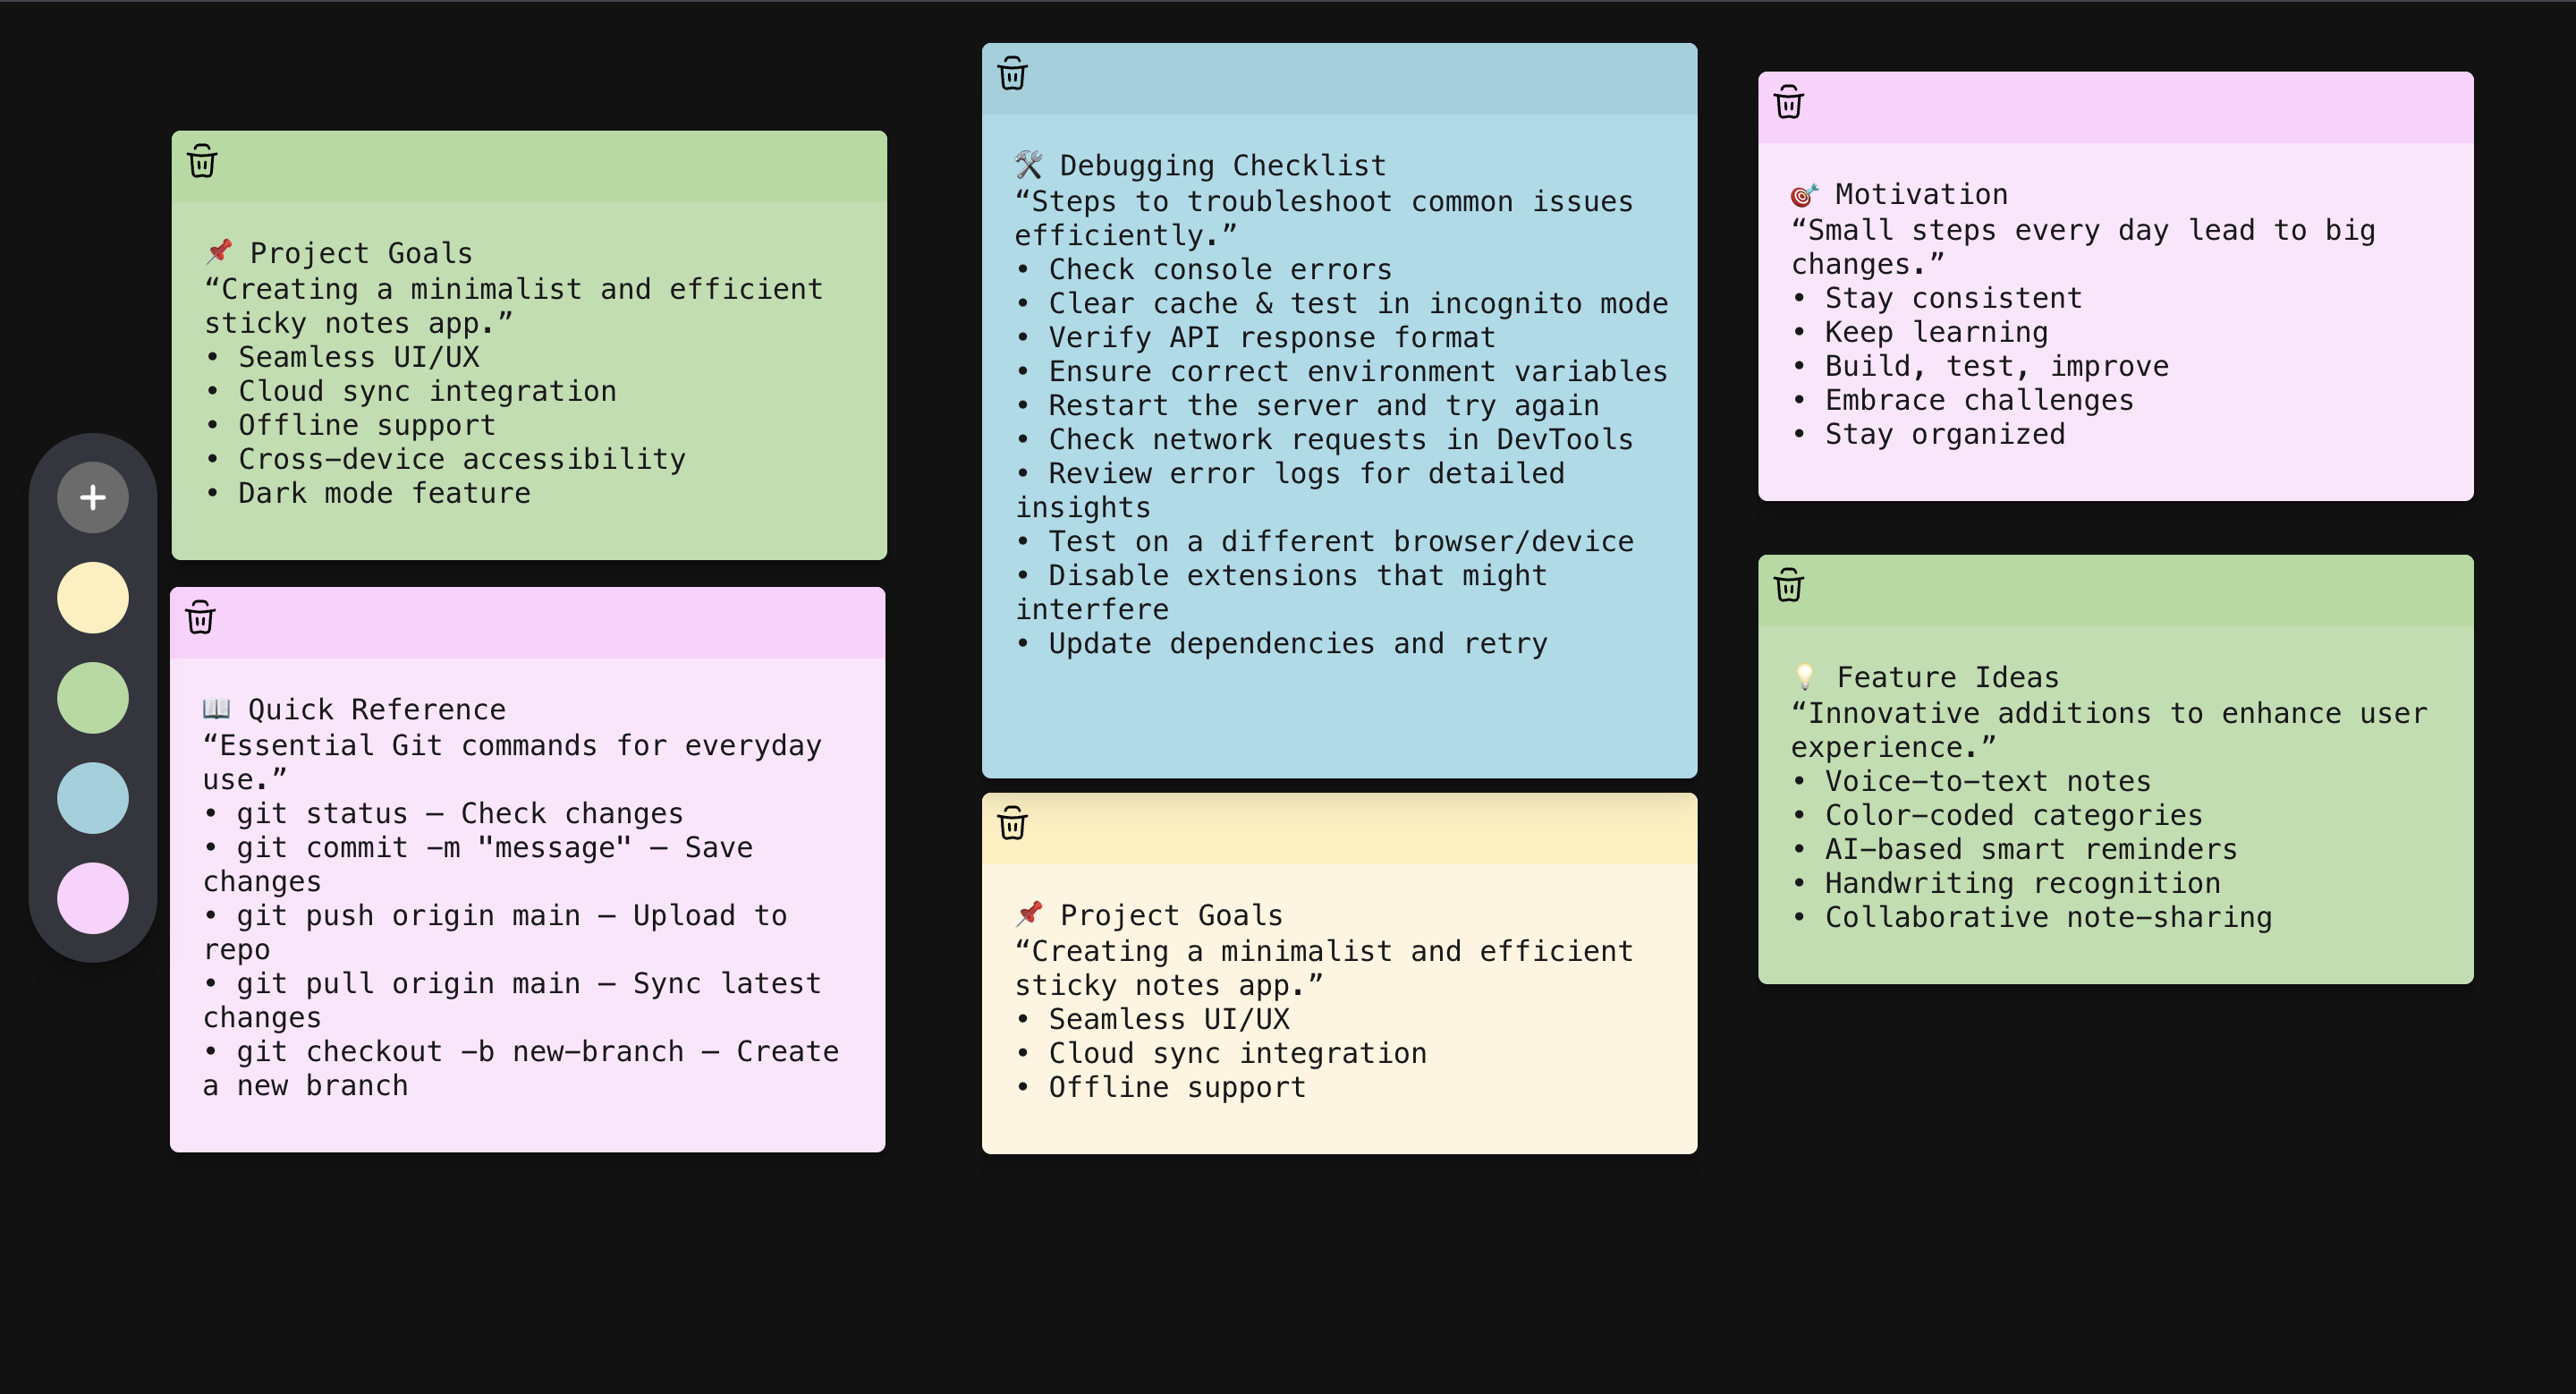 📌 Project Goals
“Creating a minimalist and efficient
sticky notes app.”
• Seamless UI/UX
• Cloud sync integration
• Offline support
• Cross-device accessibility
• Dark mode feature
📖 Quick Reference
“Essential Git commands for everyday
use.”
• git status – Check changes
• git commit -m "message" – Save
changes
• git push origin main – Upload to
repo
• git pull origin main – Sync latest
changes
• git checkout -b new-branch – Create
a new branch
🛠 Debugging Checklist
“Steps to troubleshoot common issues
efficiently.”
• Check console errors
• Clear cache & test in incognito mode
• Verify API response format
• Ensure correct environment variables
• Restart the server and try again
• Check network requests in DevTools
• Review error logs for detailed
insights
• Test on a different browser/device
• Disable extensions that might
interfere
• Update dependencies and retry
📌 Project Goals
“Creating a minimalist and efficient
sticky notes app.”
• Seamless UI/UX
• Cloud sync integration
• Offline support
🎯 Motivation
“Small steps every day lead to big
changes.”
• Stay consistent
• Keep learning
• Build, test, improve
• Embrace challenges
• Stay organized
💡 Feature Ideas
“Innovative additions to enhance user
experience.”
• Voice-to-text notes
• Color-coded categories
• AI-based smart reminders
• Handwriting recognition
• Collaborative note-sharing